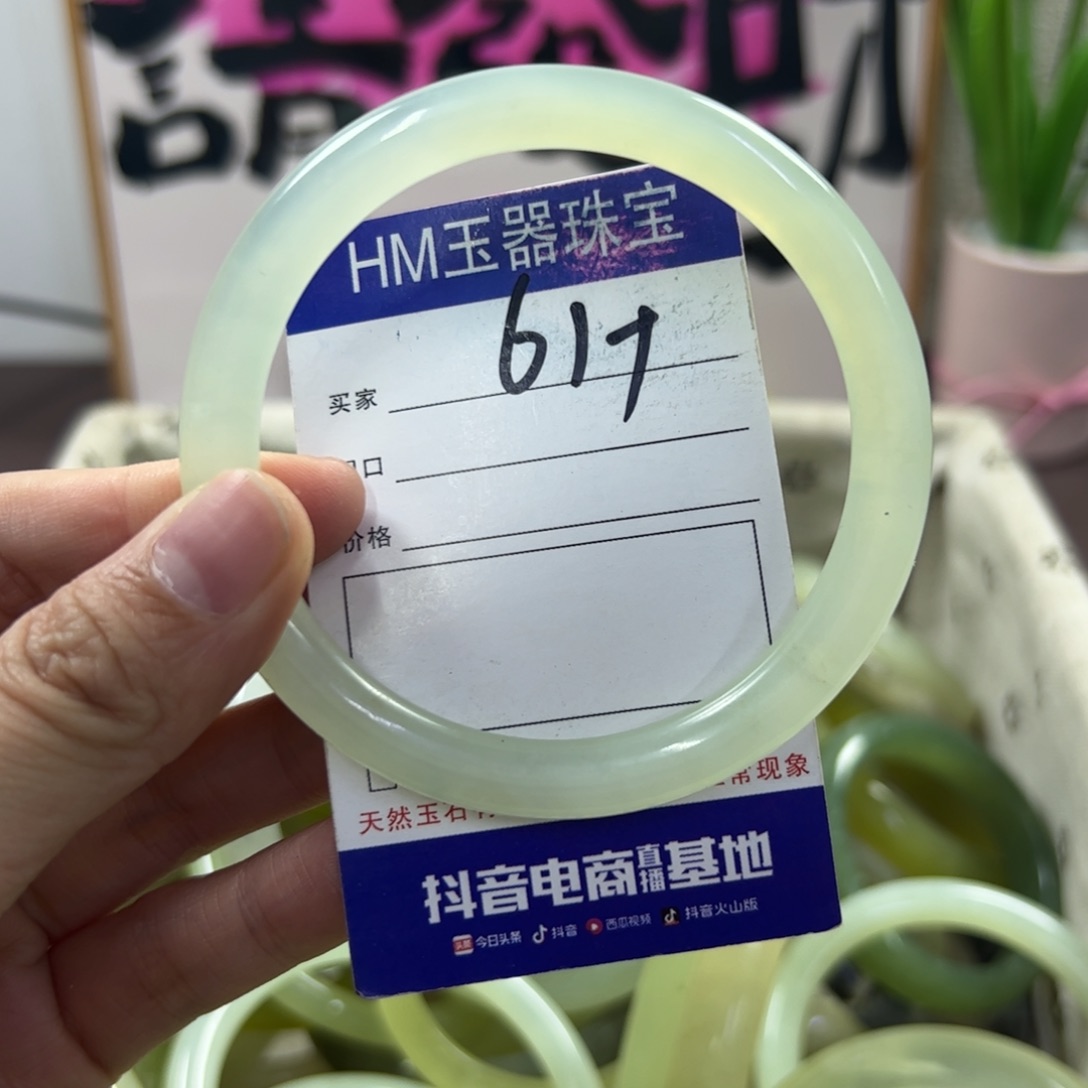 HM玉器珠宝
61
买家
口
价格
天然玉石
常现象
抖音电商直播基地
今日头条 抖音 西瓜视频 抖音火山版